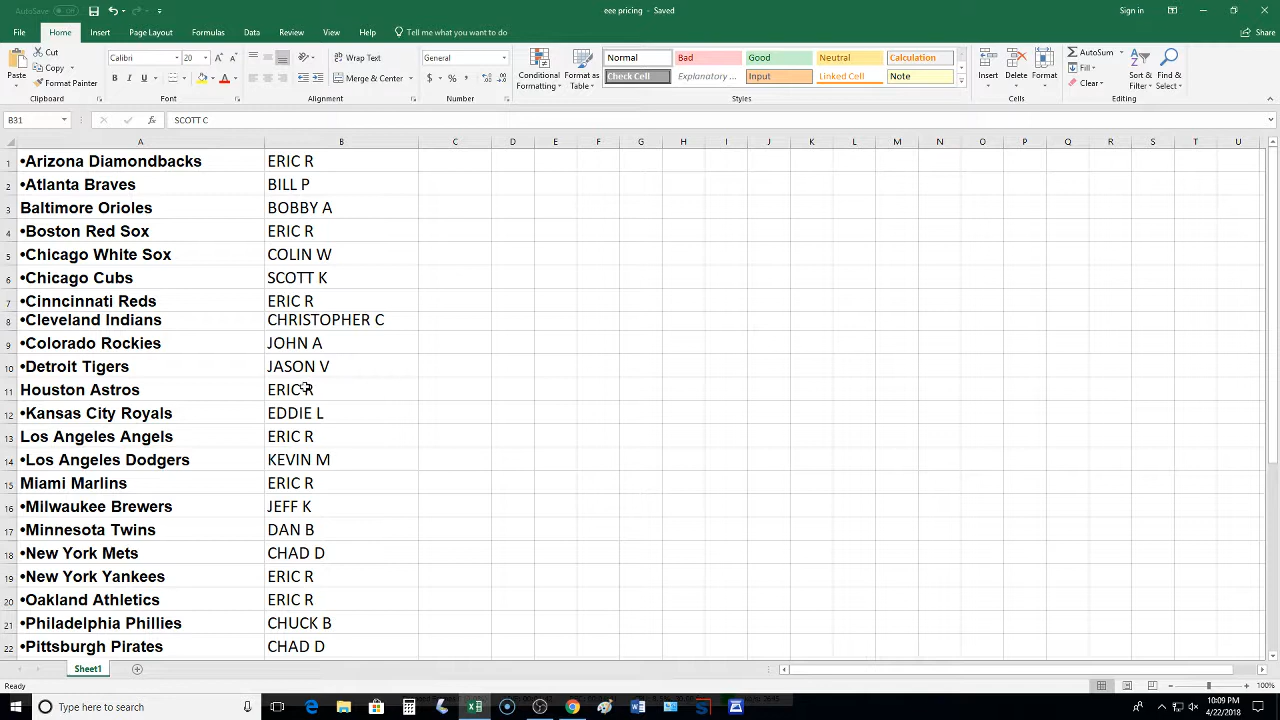 AutoSave
eee pricing - Saved
Sign in
File Home Insert Page Layout Formulas Data Review View Help Tell me what you want to do
Share
Paste
Cut
Copy
Format Painter
Clipboard
Calibri 20
B I U
Font
Wrap Text
Merge & Center
Alignment
General
$ % ,
Number
Conditional Formatting
Format as Table
Normal Bad Good Neutral Calculation
Check Cell Explanatory ... Input Linked Cell Note
Styles
Insert Delete Format
Cells
AutoSum
Fill
Clear
Sort & Filter
Find & Select
Editing
B31 fx SCOTT C
A B C D E F G H I J K L M N O P Q R S T U
1 •Arizona Diamondbacks ERIC R
2 •Atlanta Braves BILL P
3 Baltimore Orioles BOBBY A
4 •Boston Red Sox ERIC R
5 •Chicago White Sox COLIN W
6 •Chicago Cubs SCOTT K
7 •Cinncinnati Reds ERIC R
8 •Cleveland Indians CHRISTOPHER C
9 •Colorado Rockies JOHN A
10 •Detroit Tigers JASON V
11 Houston Astros ERIC R
12 •Kansas City Royals EDDIE L
13 Los Angeles Angels ERIC R
14 •Los Angeles Dodgers KEVIN M
15 Miami Marlins ERIC R
16 •Milwaukee Brewers JEFF K
17 •Minnesota Twins DAN B
18 •New York Mets CHAD D
19 •New York Yankees ERIC R
20 •Oakland Athletics ERIC R
21 •Philadelphia Phillies CHUCK B
22 •Pittsburgh Pirates CHAD D
Sheet1
Ready
100%
Type here to search
10:09 PM
4/22/2018